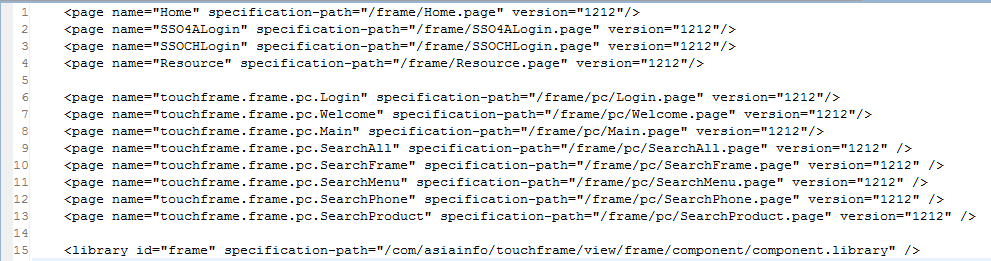 1 <page name="Home" specification-path="/frame/Home.page" version="1212"/>
2 <page name="SSO4ALogin" specification-path="/frame/SSO4ALogin.page" version="1212"/>
3 <page name="SSOCHLogin" specification-path="/frame/SSOCHLogin.page" version="1212"/>
4 <page name="Resource" specification-path="/frame/Resource.page" version="1212"/>
5
6 <page name="touchframe.frame.pc.Login" specification-path="/frame/pc/Login.page" version="1212"/>
7 <page name="touchframe.frame.pc.Welcome" specification-path="/frame/pc/Welcome.page" version="1212"/>
8 <page name="touchframe.frame.pc.Main" specification-path="/frame/pc/Main.page" version="1212"/>
9 <page name="touchframe.frame.pc.SearchAll" specification-path="/frame/pc/SearchAll.page" version="1212" />
10 <page name="touchframe.frame.pc.SearchFrame" specification-path="/frame/pc/SearchFrame.page" version="1212" />
11 <page name="touchframe.frame.pc.SearchMenu" specification-path="/frame/pc/SearchMenu.page" version="1212" />
12 <page name="touchframe.frame.pc.SearchPhone" specification-path="/frame/pc/SearchPhone.page" version="1212" />
13 <page name="touchframe.frame.pc.SearchProduct" specification-path="/frame/pc/SearchProduct.page" version="1212" />
14
15 <library id="frame" specification-path="/com/asiainfo/touchframe/view/frame/component/component.library" />